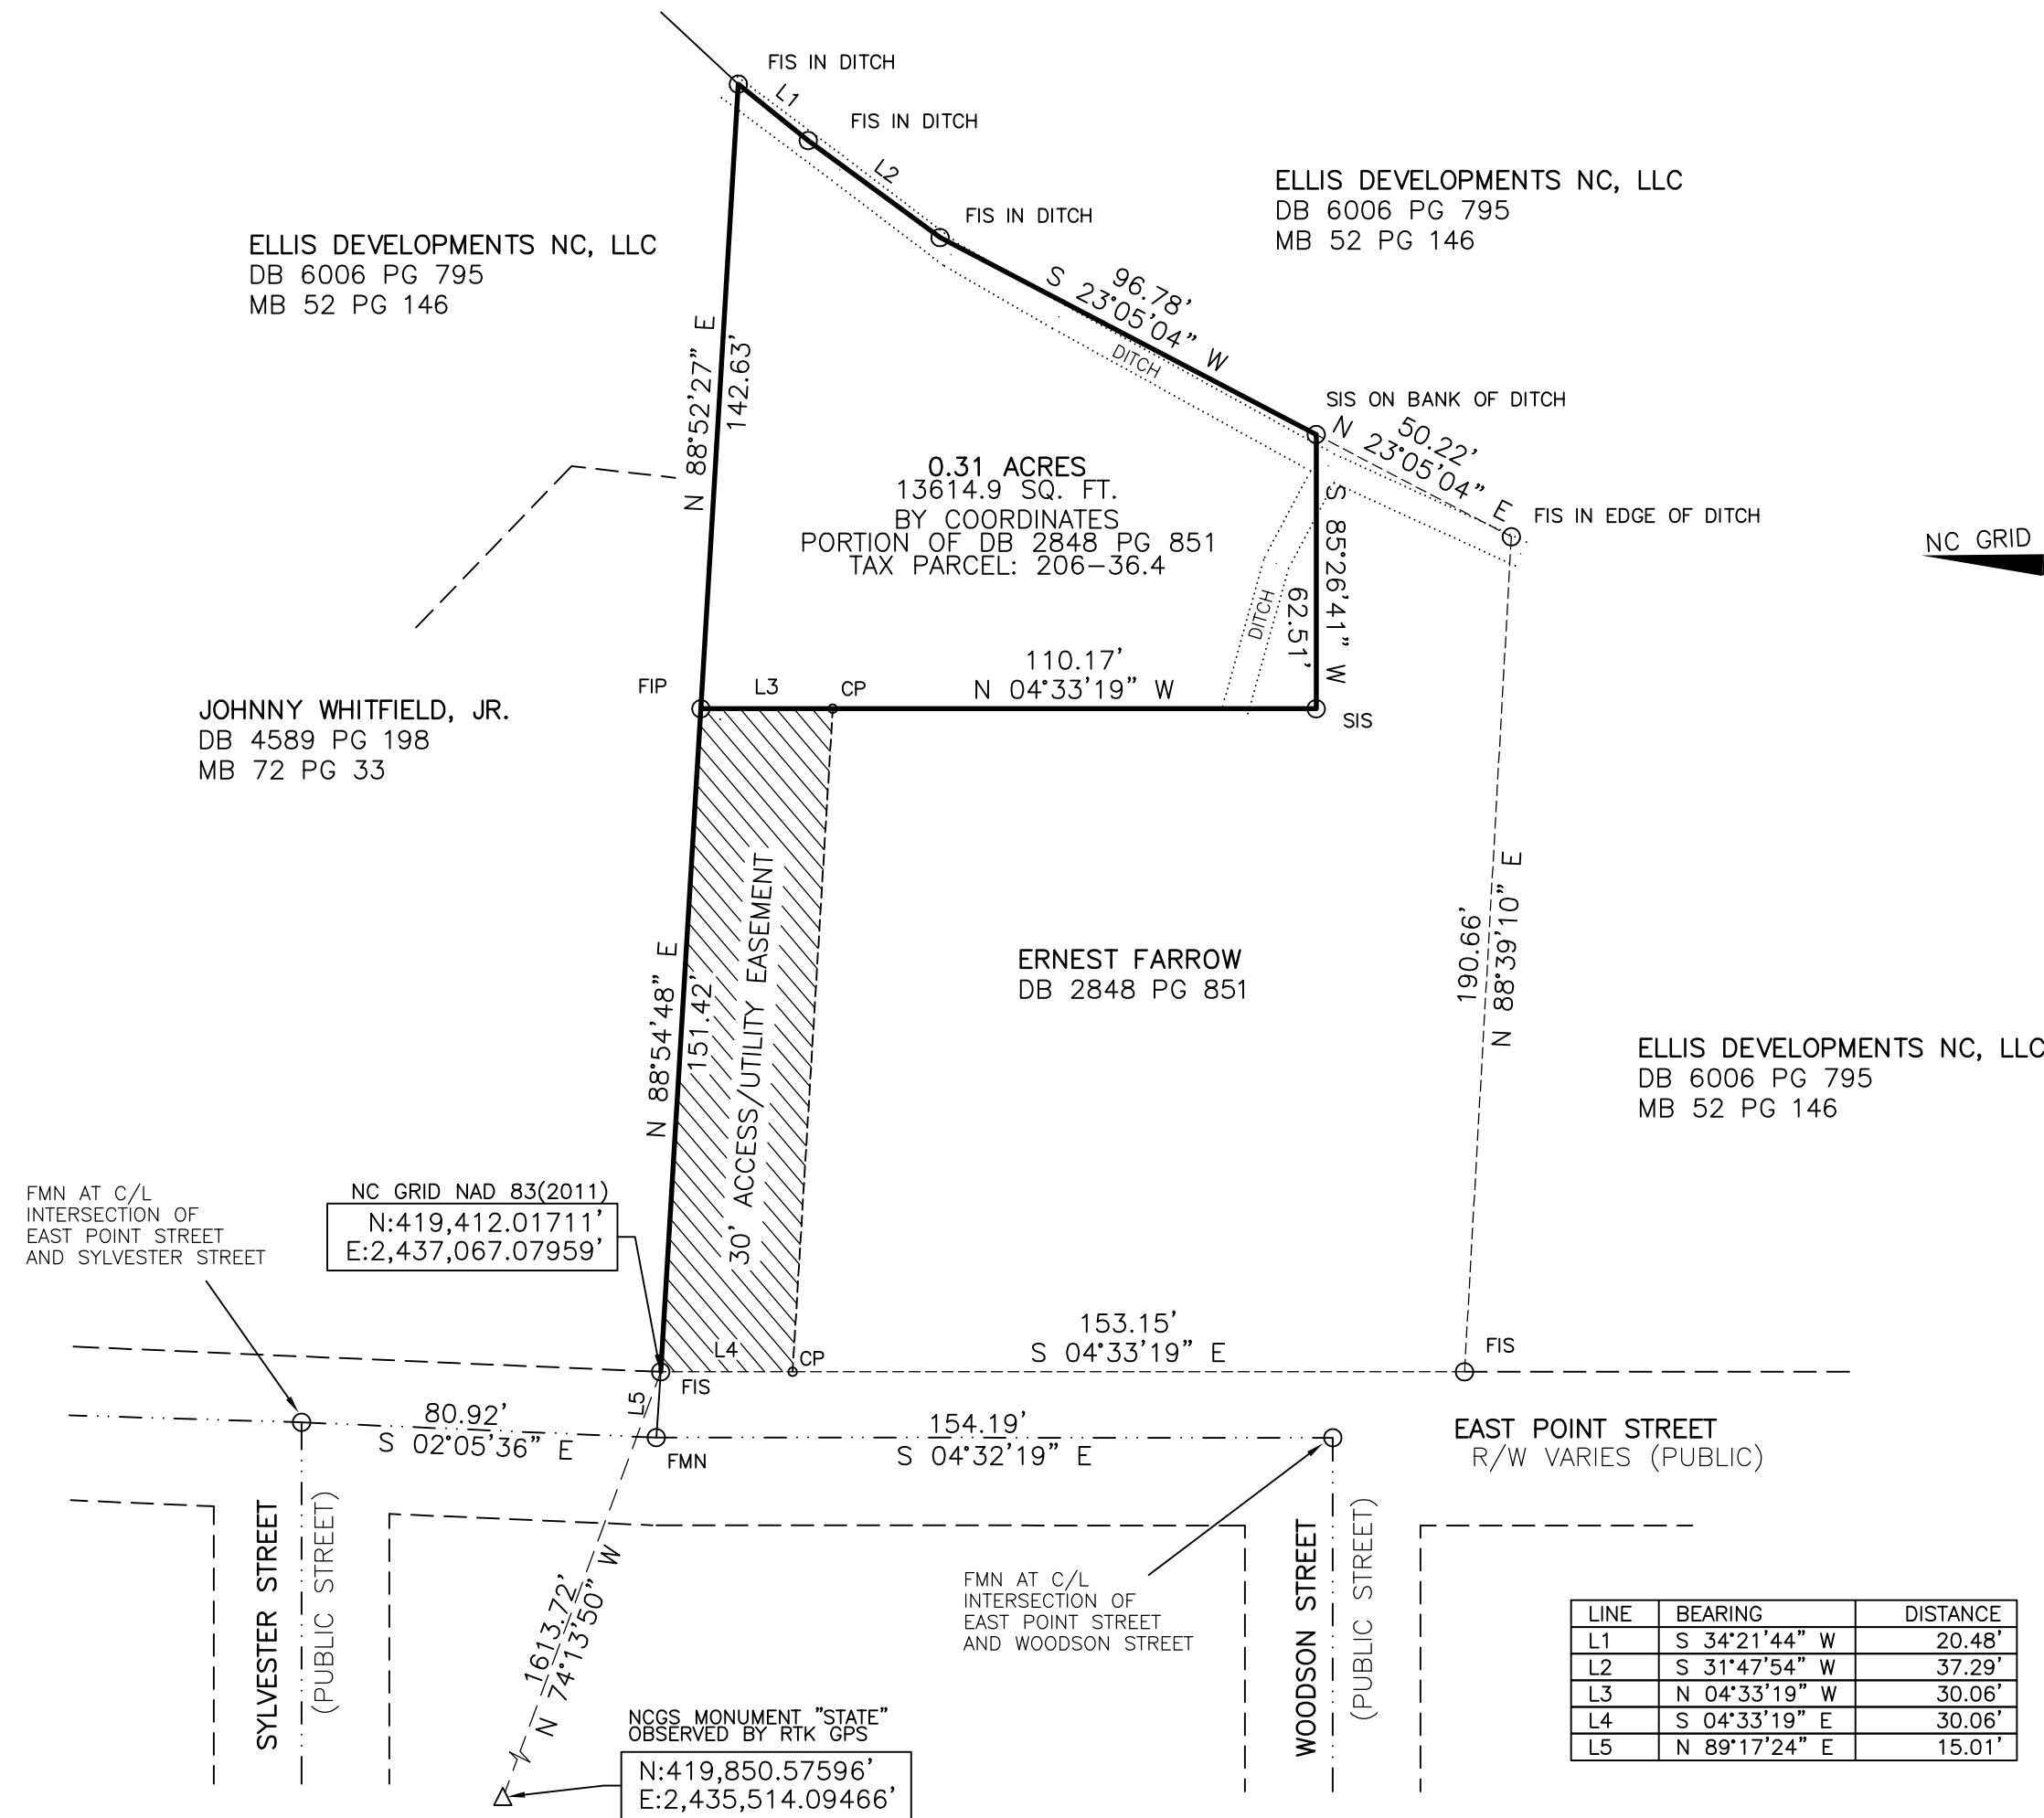 FIS IN DITCH
L1
FIS IN DITCH
L2
FIS IN DITCH
ELLIS DEVELOPMENTS NC, LLC
DB 6006 PG 795
MB 52 PG 146
ELLIS DEVELOPMENTS NC, LLC
DB 6006 PG 795
MB 52 PG 146
96.78'
S 23°05'04" W
DITCH
N 88°52'27" E
142.63'
SIS ON BANK OF DITCH
50.22'
N 23°05'04" E
FIS IN EDGE OF DITCH
NC GRID
0.31 ACRES
13614.9 SQ. FT.
BY COORDINATES
PORTION OF DB 2848 PG 851
TAX PARCEL: 206-36.4
S 85°26'41" W
62.51'
DITCH
110.17'
N 04°33'19" W
FIP
L3
CP
SIS
JOHNNY WHITFIELD, JR.
DB 4589 PG 198
MB 72 PG 33
N 88°54'48" E
151.42'
30' ACCESS/UTILITY EASEMENT
ERNEST FARROW
DB 2848 PG 851
190.66'
N 88°39'10" E
ELLIS DEVELOPMENTS NC, LLC
DB 6006 PG 795
MB 52 PG 146
NC GRID NAD 83(2011)
N:419,412.01711'
E:2,437,067.07959'
FMN AT C/L
INTERSECTION OF
EAST POINT STREET
AND SYLVESTER STREET
L4
CP
FIS
153.15'
S 04°33'19" E
FIS
L5
80.92'
S 02°05'36" E
FMN
154.19'
S 04°32'19" E
EAST POINT STREET
R/W VARIES (PUBLIC)
SYLVESTER STREET
(PUBLIC STREET)
1613.72'
N 74°13'50" W
FMN AT C/L
INTERSECTION OF
EAST POINT STREET
AND WOODSON STREET
WOODSON STREET
(PUBLIC STREET)
NCGS MONUMENT "STATE"
OBSERVED BY RTK GPS
N:419,850.57596'
E:2,435,514.09466'
LINE BEARING DISTANCE
L1 S 34°21'44" W 20.48'
L2 S 31°47'54" W 37.29'
L3 N 04°33'19" W 30.06'
L4 S 04°33'19" E 30.06'
L5 N 89°17'24" E 15.01'